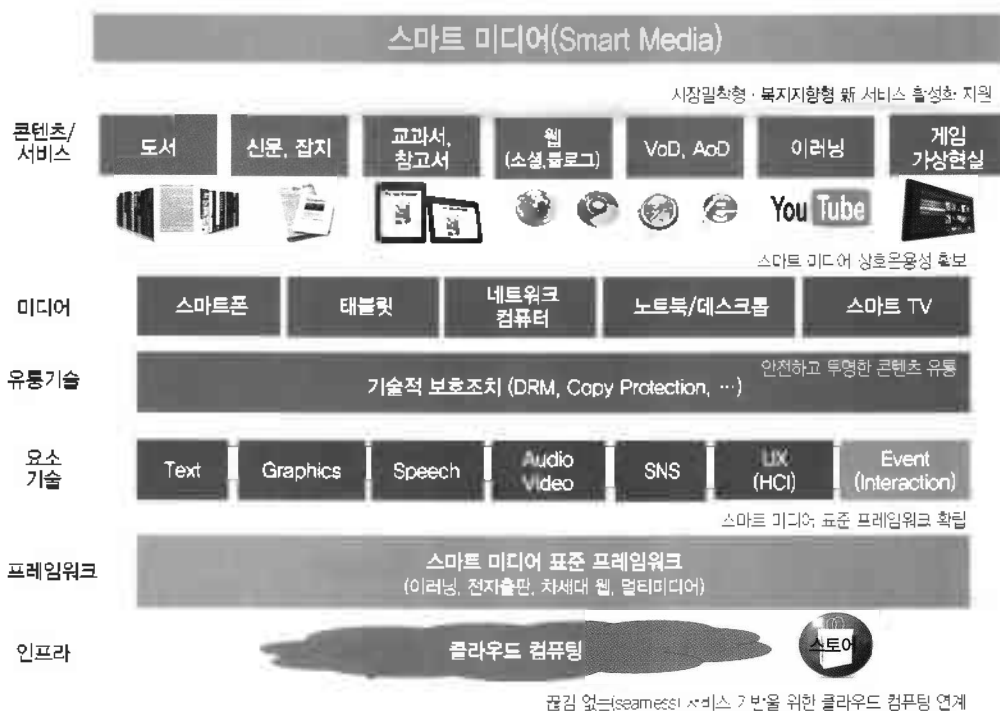 스마트 미디어(Smart Media)
시장밀착형 · 복지지향형 新 서비스 활성화 지원
콘텐츠/
서비스
도서
신문, 잡지
교과서,
참고서
웹
(소셜,블로그)
VoD, AoD
이러닝
게임
가상현실
You Tube
스마트 미디어 상호운용성 확보
미디어
스마트폰
태블릿
네트워크
컴퓨터
노트북/데스크톱
스마트 TV
유통기술
안전하고 투명한 콘텐츠 유통
기술적 보호조치 (DRM, Copy Protection, ···)
요소
기술
Text
Graphics
Speech
Audio
Video
SNS
UX
(HCI)
Event
(Interaction)
스마트 미디어 표준 프레임워크 확립
프레임워크
스마트 미디어 표준 프레임워크
(이러닝, 전자출판, 차세대 웹, 멀티미디어)
인프라
클라우드 컴퓨팅
스토어
끊김 없는(seamess) 서비스 기반을 위한 클라우드 컴퓨팅 연계